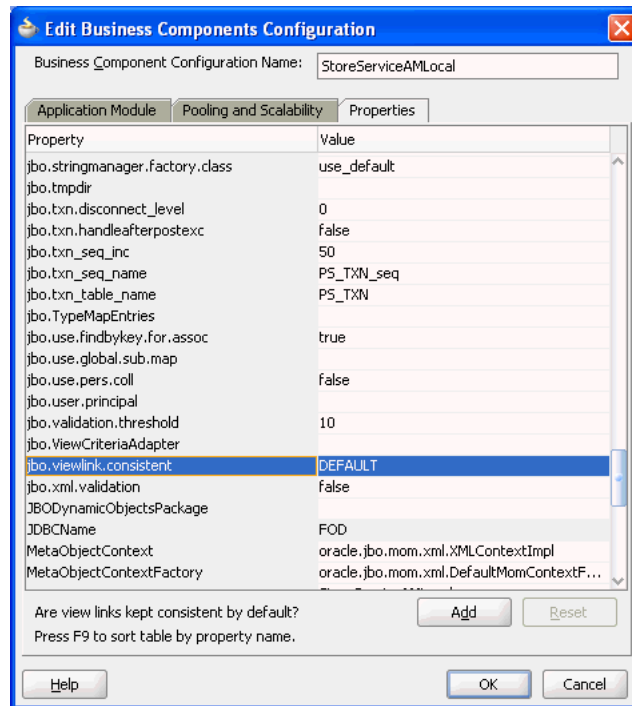 Edit Business Components Configuration
Business Component Configuration Name: StoreServiceAMLocal
Application Module Pooling and Scalability Properties
Property Value
jbo.stringmanager.factory.class use_default
jbo.tmpdir
jbo.txn.disconnect_level 0
jbo.txn.handleafterpostexc false
jbo.txn_seq_inc 50
jbo.txn_seq_name PS_TXN_seq
jbo.txn_table_name PS_TXN
jbo.TypeMapEntries
jbo.use.findbykey.for.assoc true
jbo.use.global.sub.map
jbo.use.pers.coll false
jbo.user.principal
jbo.validation.threshold 10
jbo.ViewCriteriaAdapter
jbo.viewlink.consistent DEFAULT
jbo.xml.validation false
JBODynamicObjectsPackage
JDBCName FOD
MetaObjectContext oracle.jbo.mom.xml.XMLContextImpl
MetaObjectContextFactory oracle.jbo.mom.xml.DefaultMomContextF...
Are view links kept consistent by default? Add Reset
Press F9 to sort table by property name.
Help OK Cancel